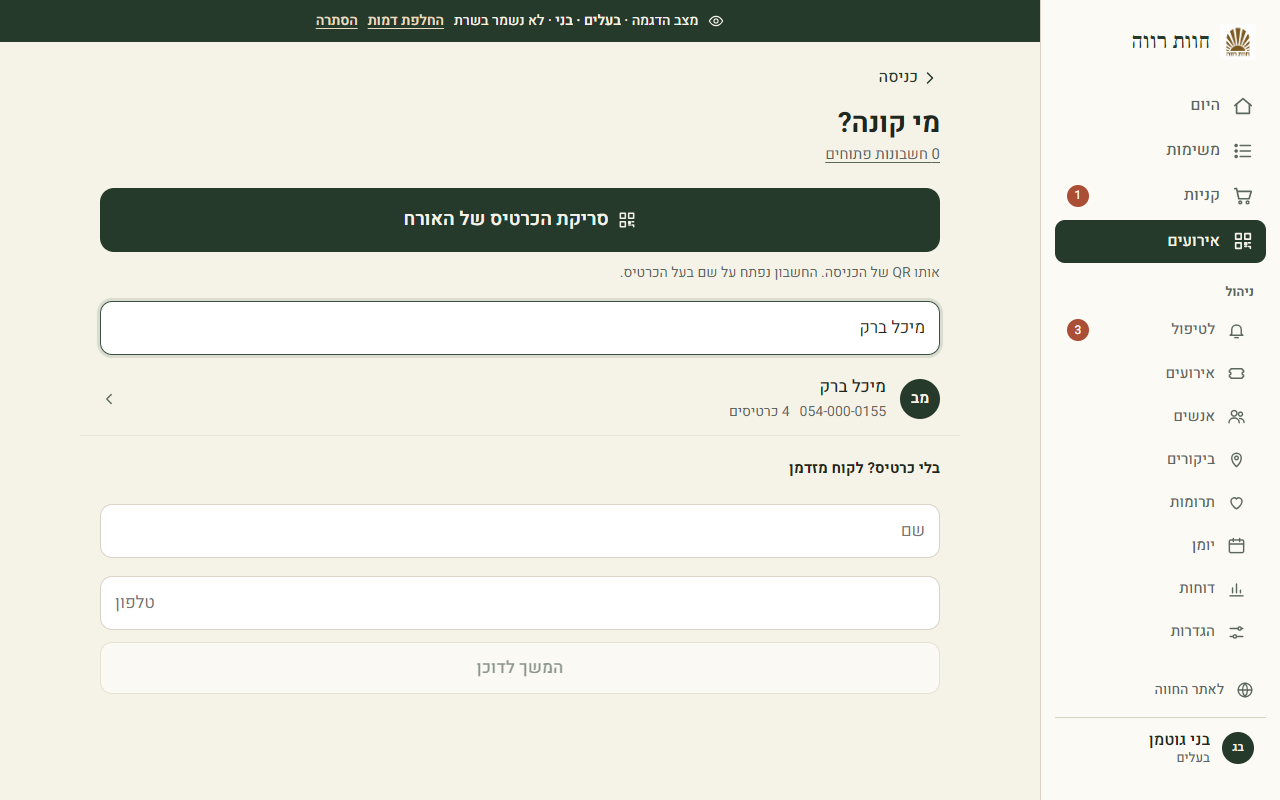 מצב הדגמה · בעלים · בני · לא נשמר בשרת החלפת דמות הסתרה
חוות רווה
היום
משימות
קניות 1
אירועים
ניהול
לטיפול 3
אירועים
אנשים
ביקורים
תרומות
יומן
דוחות
הגדרות
לאתר החווה
בג בני גוטמן
בעלים
כניסה
מי קונה?
0 חשבונות פתוחים
סריקת הכרטיס של האורח
אותו QR של הכניסה. החשבון נפתח על שם בעל הכרטיס.
מיכל ברק
מב מיכל ברק
054-000-0155 4 כרטיסים
בלי כרטיס? לקוח מזדמן
שם
טלפון
המשך לדוכן